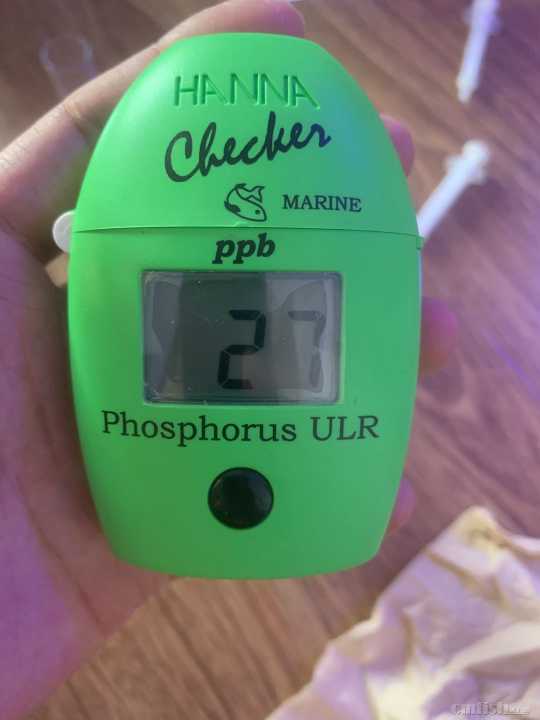 HANNA
Checker
MARINE
ppb
27
Phosphorus ULR